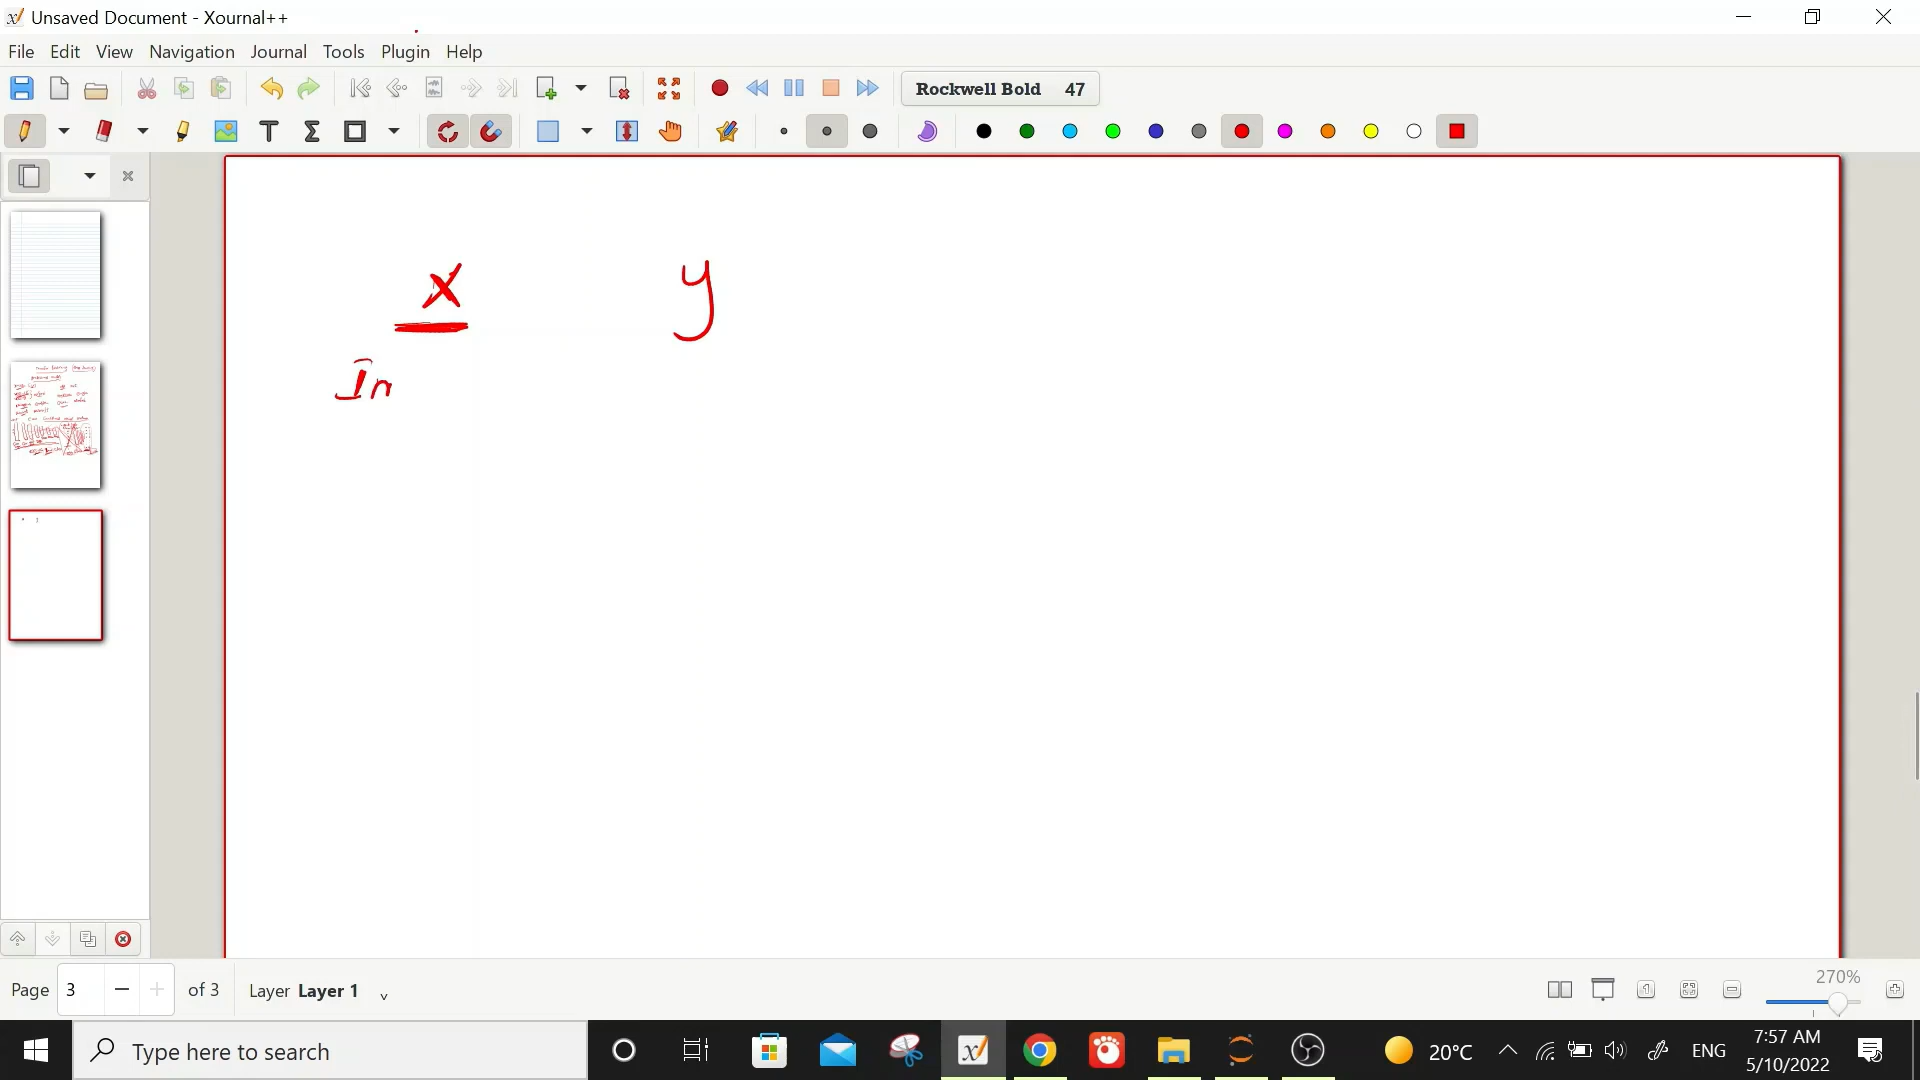 Unsaved Document - Xournal++
File Edit View Navigation Journal Tools Plugin Help
Rockwell Bold 47
x y
In
Page 3 of 3 Layer Layer 1
270%
Type here to search
20°C ENG 7:57 AM
5/10/2022